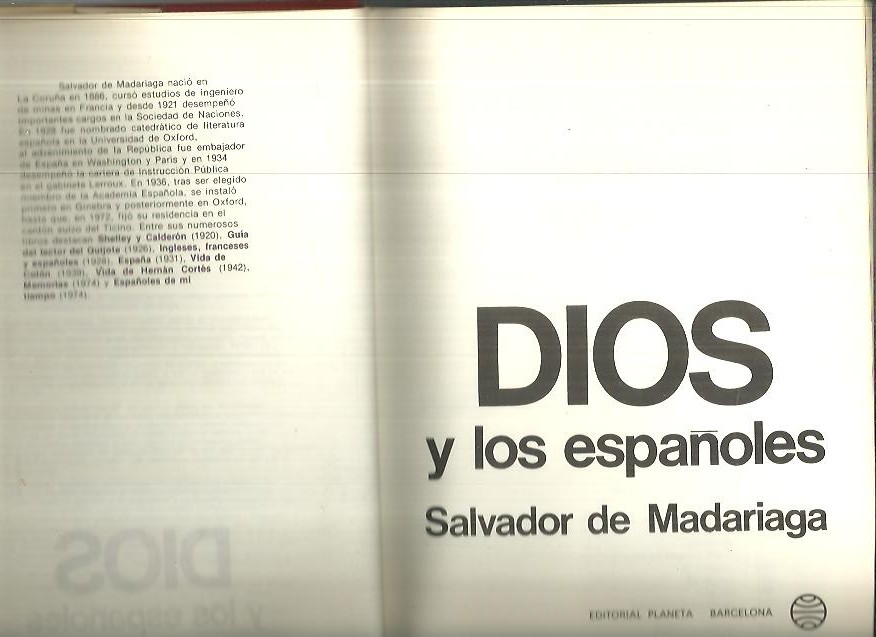 Salvador de Madariaga nació en
La Coruña en 1886, cursó estudios de ingeniero
de minas en Francia y desde 1921 desempeñó
importantes cargos en la Sociedad de Naciones.
En 1928 fue nombrado catedrático de literatura
española en la Universidad de Oxford,
al advenimiento de la República fue embajador
de España en Washington y París y en 1934
desempeñó la cartera de Instrucción Pública
en el gabinete Lerroux. En 1936, tras ser elegido
miembro de la Academia Española, se instaló
primero en Ginebra y posteriormente en Oxford,
hasta que, en 1972, fijó su residencia en el
cantón suizo del Ticino. Entre sus numerosos
libros destacan Shelley y Calderón (1920), Guía
del lector del Quijote (1926), Ingleses, franceses
y españoles (1928), España (1931), Vida de
Colón (1939), Vida de Hernán Cortés (1942),
Memorias (1974) y Españoles de mi
tiempo (1974).
DIOS
y los españoles
Salvador de Madariaga
EDITORIAL PLANETA BARCELONA